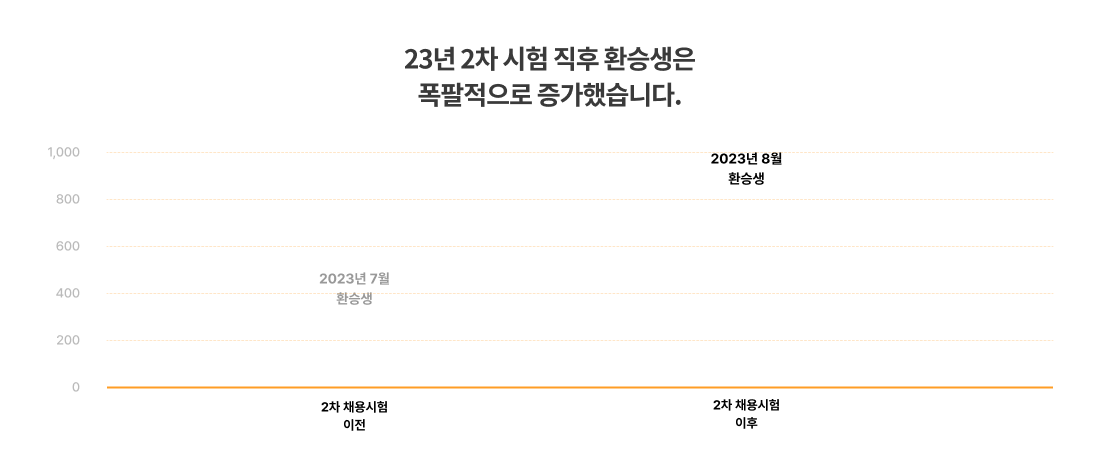 23년 2차 시험 직후 환승생은
폭팔적으로 증가했습니다.
1,000
2023년 8월
환승생
800
600
2023년 7월
400
환승생
200
0
2차 채용시험
이전
2차 채용시험
이후